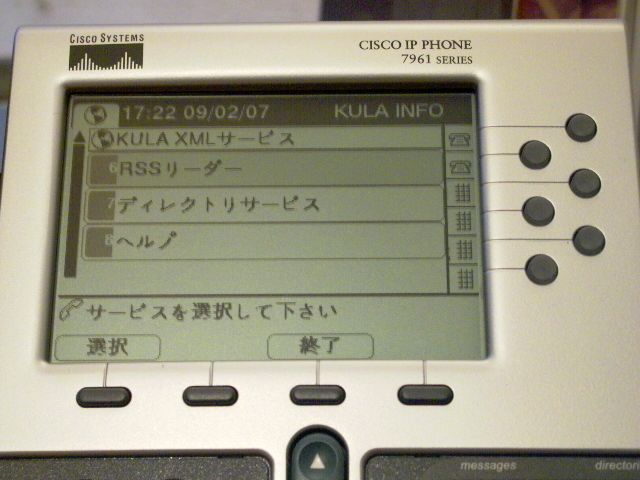 CISCO SYSTEMS
CISCO IP PHONE
7961 SERIES
17:22 09/02/07 KULA INFO
KULA XMLサービス
6 RSSリーダー
7 ディレクトリサービス
8 ヘルプ
サービスを選択して下さい
選択 終了
messages